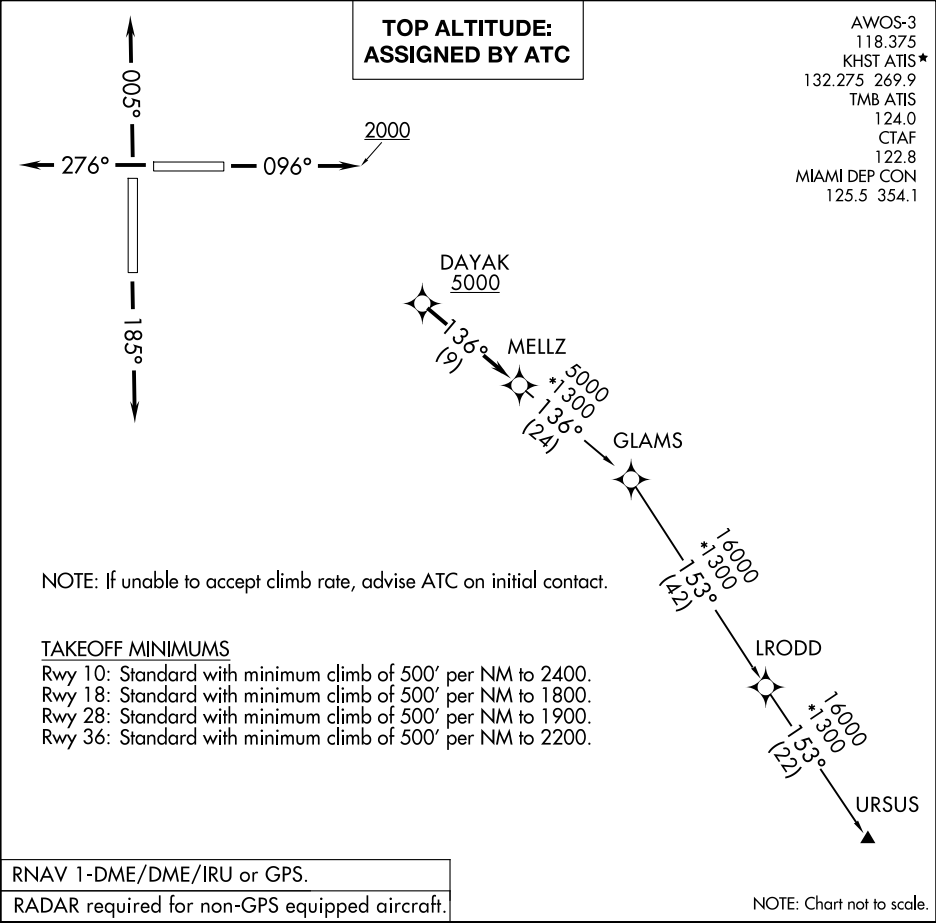 TOP ALTITUDE:
ASSIGNED BY ATC
AWOS-3
118.375
KHST ATIS★
132.275 269.9
TMB ATIS
124.0
CTAF
122.8
MIAMI DEP CON
125.5 354.1
005°
2000
276°
096°
185°
DAYAK
5000
136°
(9)
MELLZ
5000
*1300
136°
(24)
GLAMS
16000
*1300
153°
(42)
LRODD
16000
*1300
153°
(22)
URSUS
NOTE: If unable to accept climb rate, advise ATC on initial contact.
TAKEOFF MINIMUMS
Rwy 10: Standard with minimum climb of 500' per NM to 2400.
Rwy 18: Standard with minimum climb of 500' per NM to 1800.
Rwy 28: Standard with minimum climb of 500' per NM to 1900.
Rwy 36: Standard with minimum climb of 500' per NM to 2200.
RNAV 1-DME/DME/IRU or GPS.
RADAR required for non-GPS equipped aircraft.
NOTE: Chart not to scale.